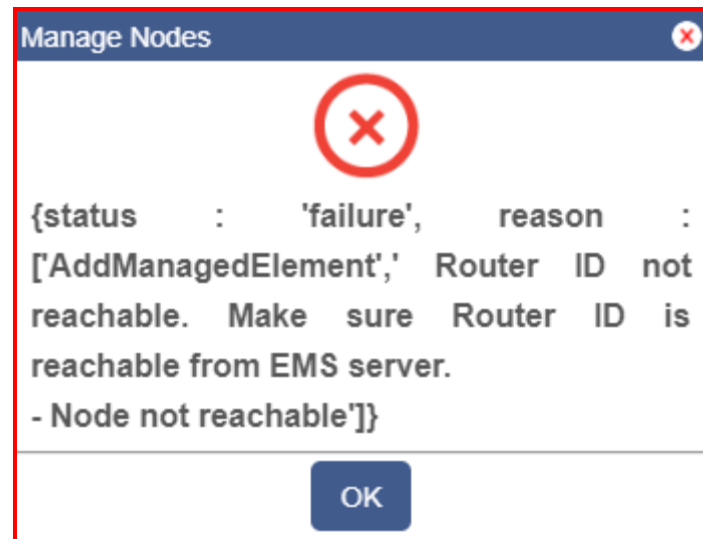 Manage Nodes
{status : 'failure', reason :
['AddManagedElement',' Router ID not
reachable. Make sure Router ID is
reachable from EMS server.
- Node not reachable']}
OK